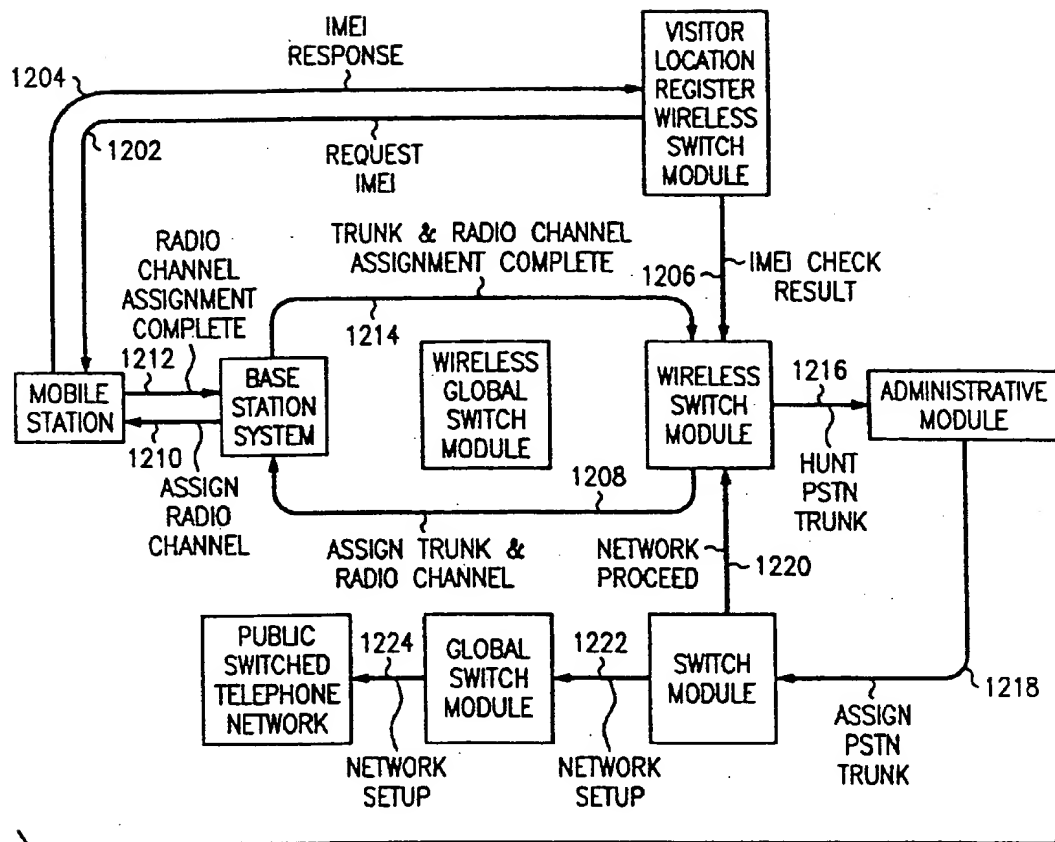 IMEI
RESPONSE
1204
1202
REQUEST
IMEI
VISITOR
LOCATION
REGISTER
WIRELESS
SWITCH
MODULE
RADIO
CHANNEL
ASSIGNMENT
COMPLETE
TRUNK & RADIO CHANNEL
ASSIGNMENT COMPLETE
1206
IMEI CHECK
RESULT
1212
1214
MOBILE
STATION
BASE
STATION
SYSTEM
WIRELESS
GLOBAL
SWITCH
MODULE
WIRELESS
SWITCH
MODULE
1216
ADMINISTRATIVE
MODULE
1210
ASSIGN
RADIO
CHANNEL
1208
HUNT
PSTN
TRUNK
ASSIGN TRUNK &
RADIO CHANNEL
NETWORK
PROCEED
1220
PUBLIC
SWITCHED
TELEPHONE
NETWORK
1224
GLOBAL
SWITCH
MODULE
1222
SWITCH
MODULE
1218
NETWORK
SETUP
NETWORK
SETUP
ASSIGN
PSTN
TRUNK